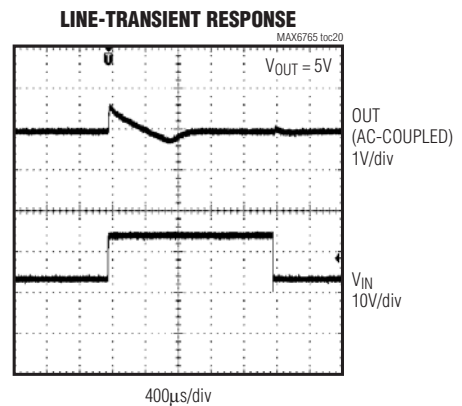 LINE-TRANSIENT RESPONSE
MAX6765 toc20
T
VOUT = 5V
OUT
(AC-COUPLED)
1V/div
VIN
10V/div
400μs/div